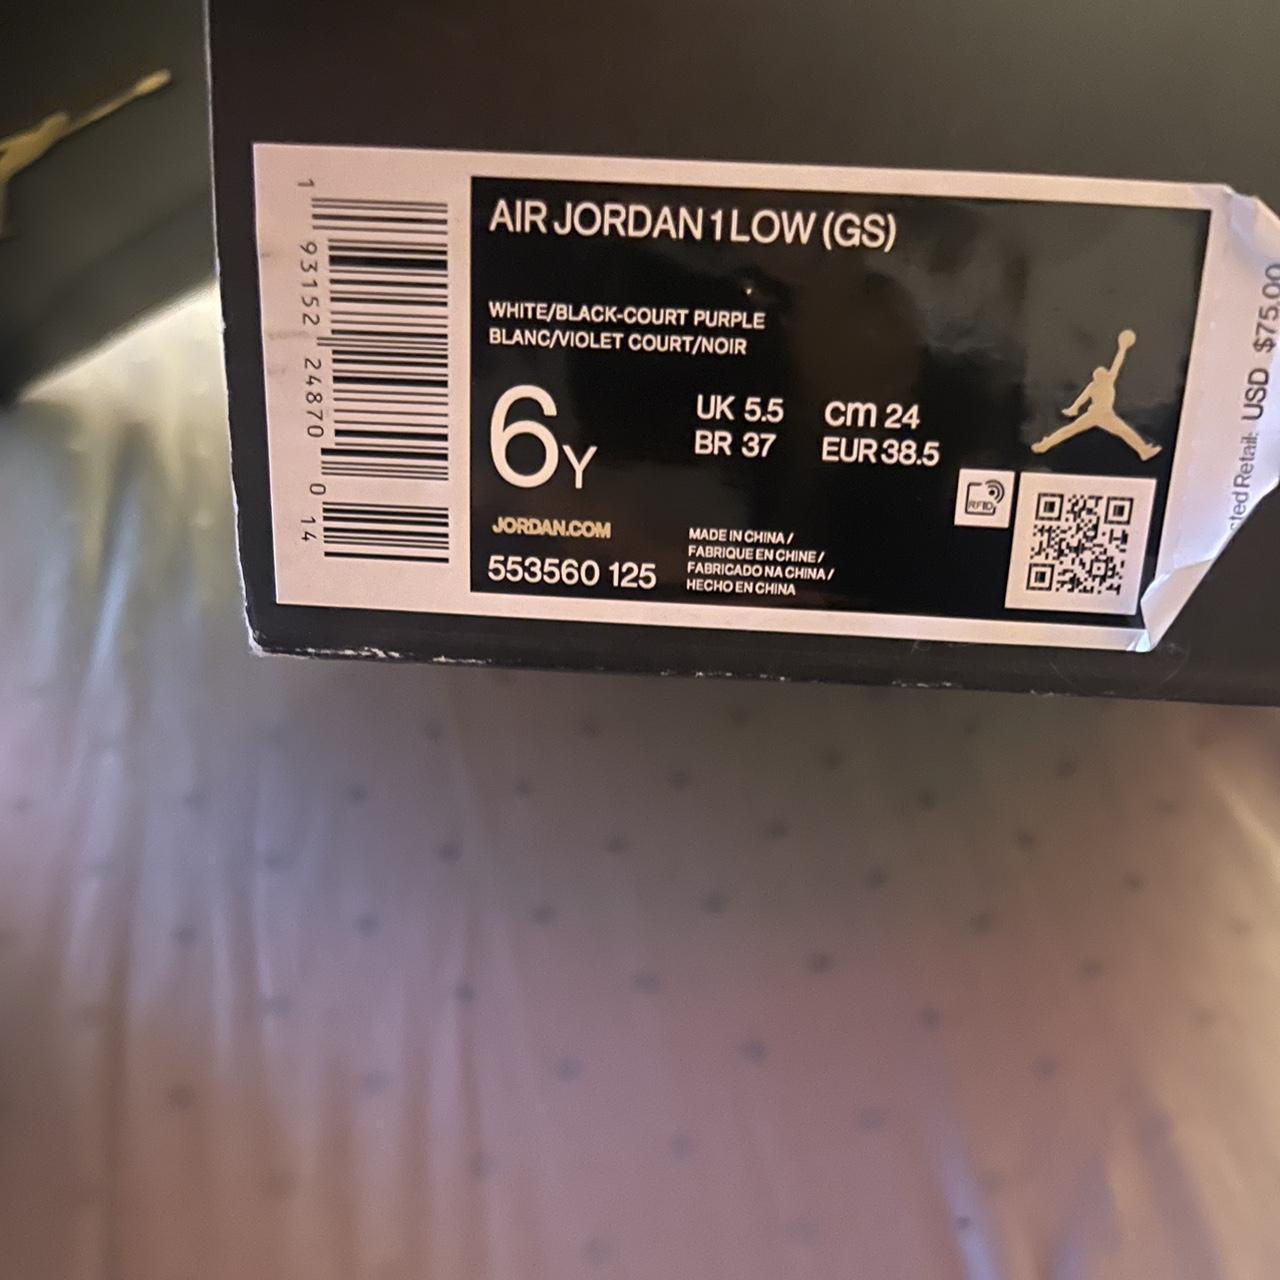 AIR JORDAN 1 LOW (GS)
WHITE/BLACK-COURT PURPLE
BLANC/VIOLET COURT/NOIR
6Y
UK 5.5
cm 24
BR 37
EUR 38.5
RFID
JORDAN.COM
553560 125
MADE IN CHINA /
FABRIQUE EN CHINE /
FABRICADO NA CHINA /
HECHO EN CHINA
1 93152 24870 0 14
Retail: USD $75.00